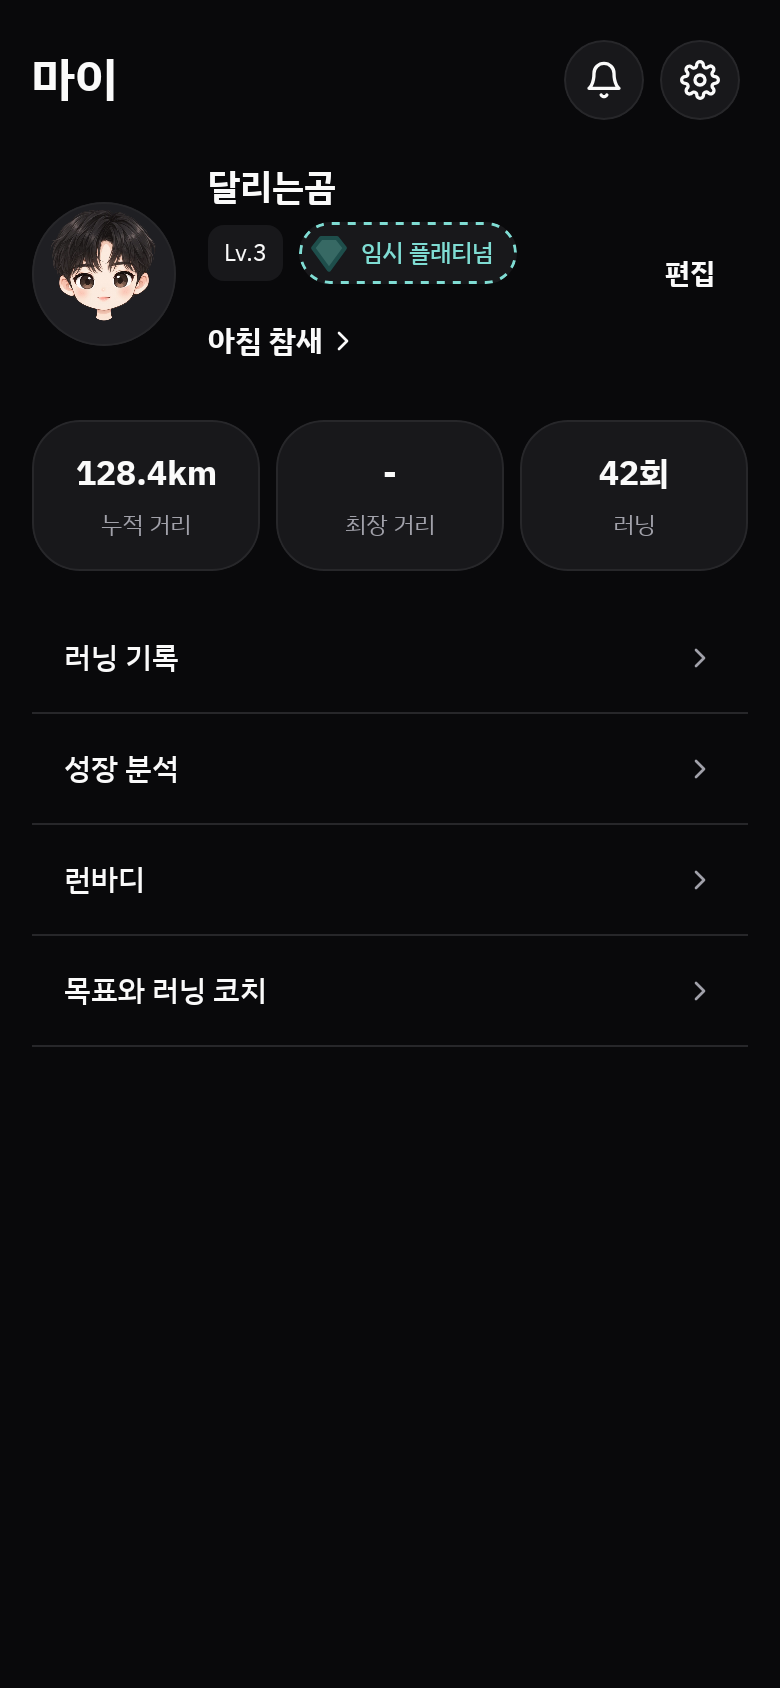 마이
달리는곰
Lv.3
임시 플래티넘
편집
아침 참새
128.4km
누적 거리
-
최장 거리
42회
러닝
러닝 기록
성장 분석
런바디
목표와 러닝 코치